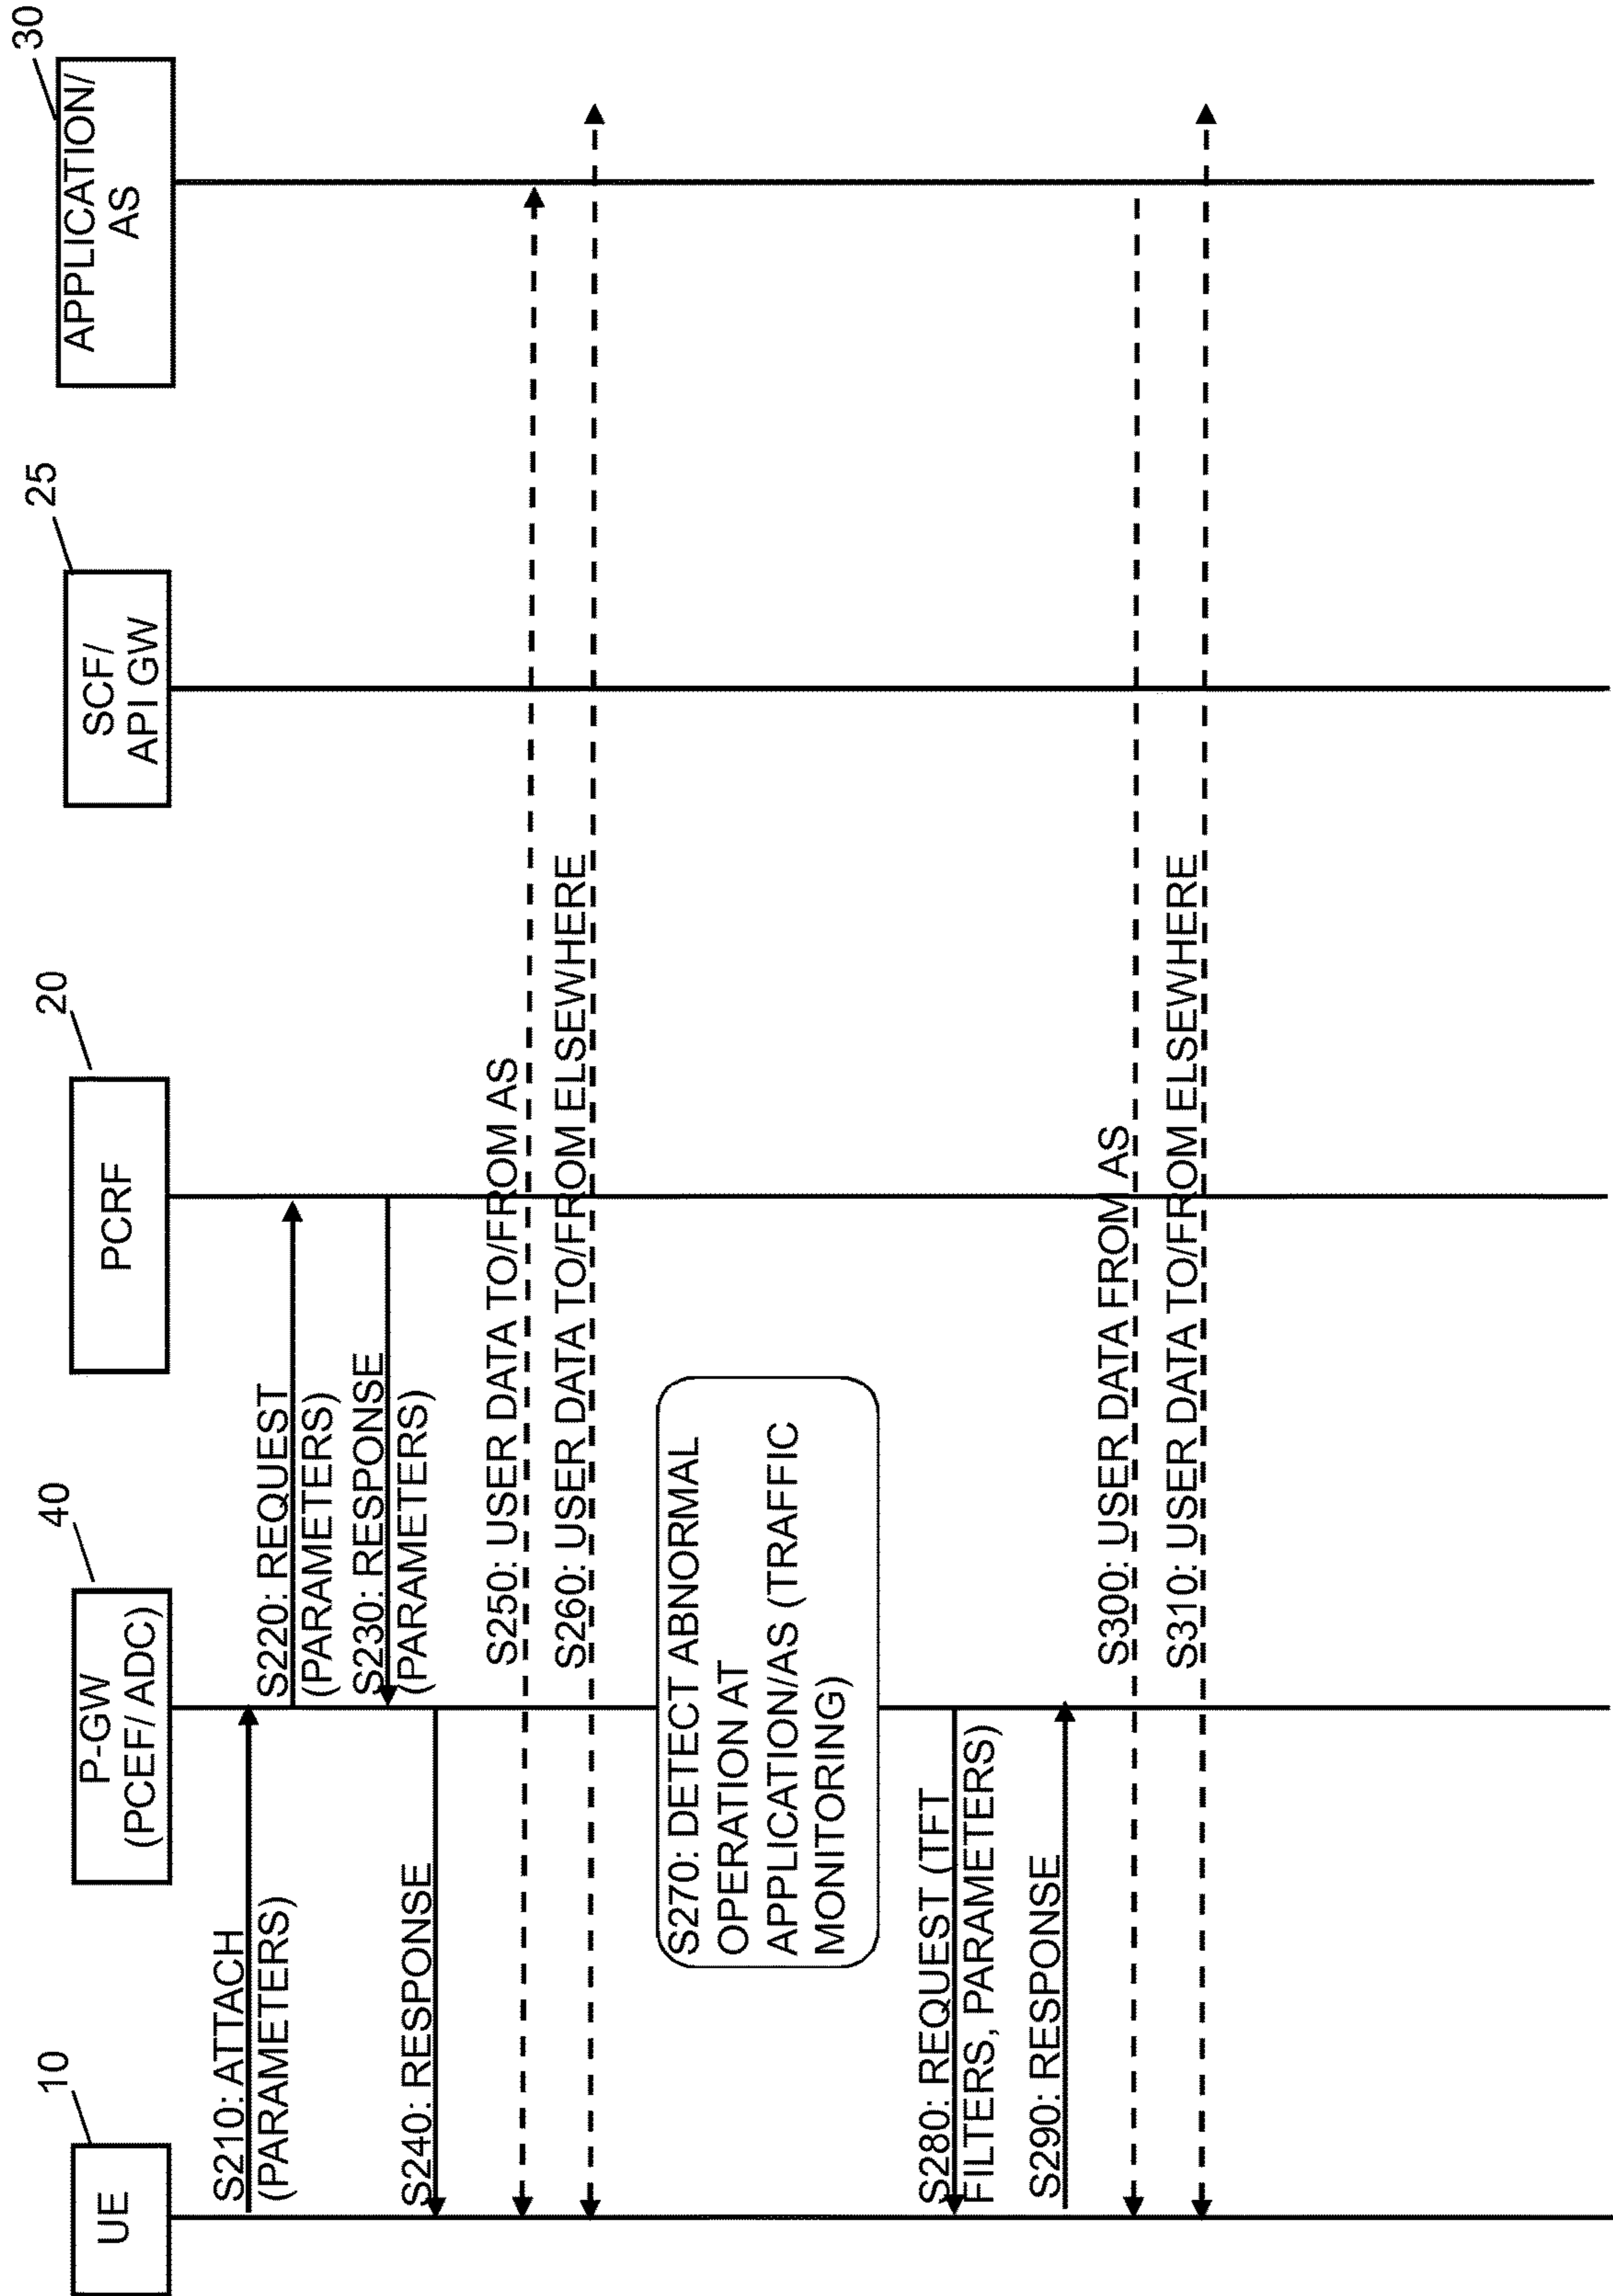 10
UE
40
P-GW
(PCEF/ ADC)
20
PCRF
25
SCF/
API GW
30
APPLICATION/
AS
S210: ATTACH
(PARAMETERS)
S220: REQUEST
(PARAMETERS)
S230: RESPONSE
(PARAMETERS)
S240: RESPONSE
S250: USER DATA TO/FROM AS
S260: USER DATA TO/FROM ELSEWHERE
S270: DETECT ABNORMAL
OPERATION AT
APPLICATION/AS (TRAFFIC
MONITORING)
S280: REQUEST (TFT
FILTERS, PARAMETERS)
S290: RESPONSE
S300: USER DATA FROM AS
S310: USER DATA TO/FROM ELSEWHERE